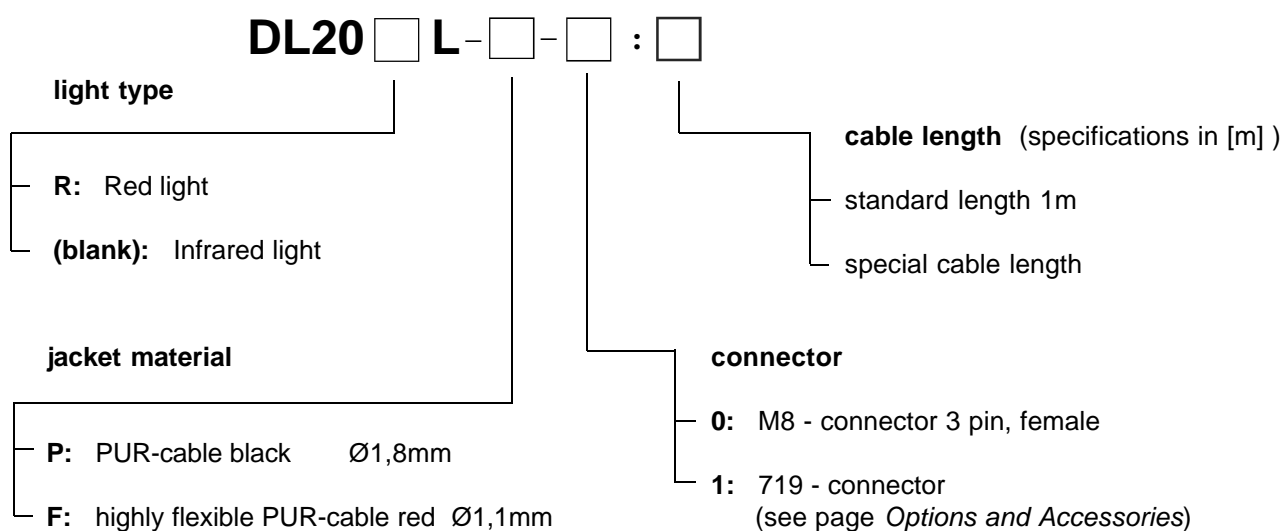 DL20 L - - :
light type
R: Red light
(blank): Infrared light
cable length (specifications in [m] )
standard length 1m
special cable length
jacket material
P: PUR-cable black Ø1,8mm
F: highly flexible PUR-cable red Ø1,1mm
connector
0: M8 - connector 3 pin, female
1: 719 - connector
(see page Options and Accessories)